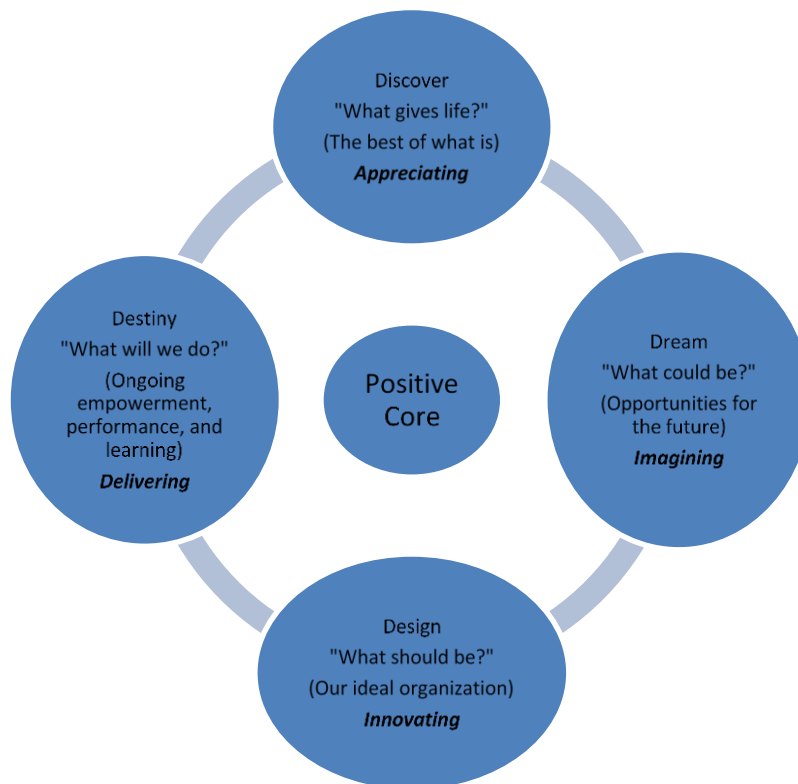 Discover
"What gives life?"
(The best of what is)
Appreciating
Dream
"What could be?"
(Opportunities for
the future)
Imagining
Design
"What should be?"
(Our ideal organization)
Innovating
Destiny
"What will we do?"
(Ongoing
empowerment,
performance, and
learning)
Delivering
Positive
Core